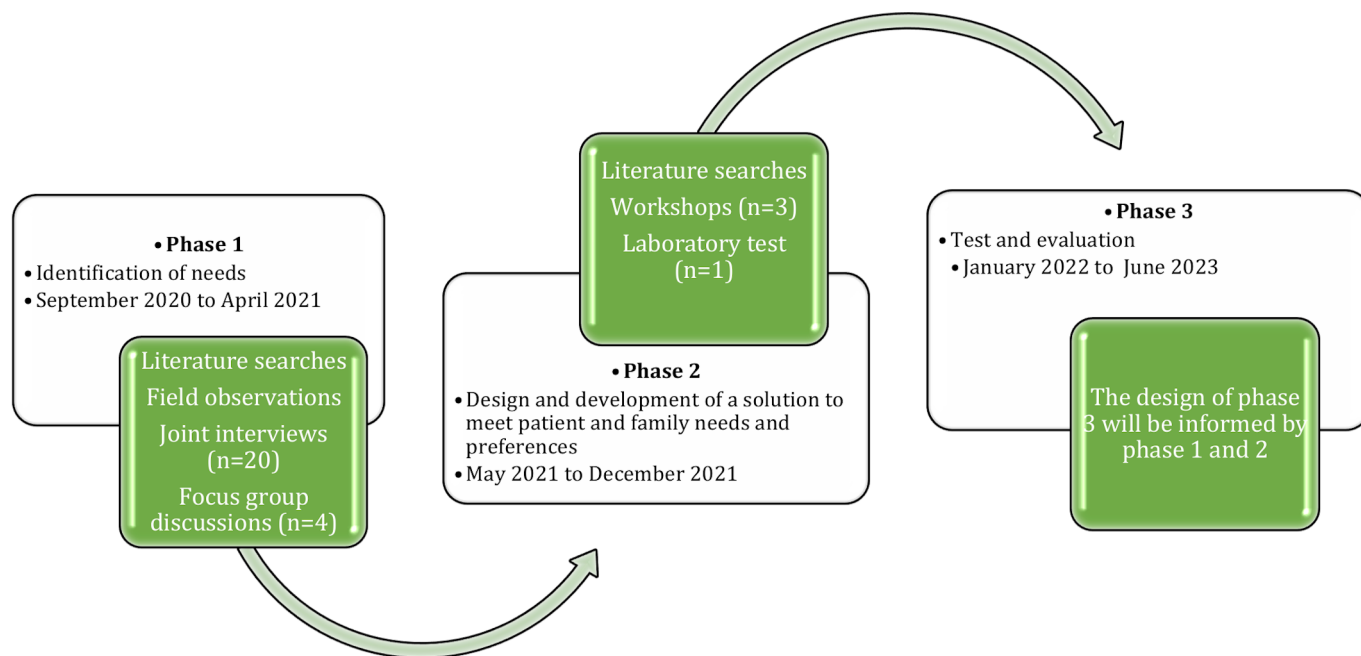 • Phase 1
• Identification of needs
• September 2020 to April 2021
Literature searches
Field observations
Joint interviews
(n=20)
Focus group
discussions (n=4)
Literature searches
Workshops (n=3)
Laboratory test
(n=1)
• Phase 2
• Design and development of a solution to
meet patient and family needs and
preferences
• May 2021 to December 2021
• Phase 3
• Test and evaluation
• January 2022 to June 2023
The design of phase
3 will be informed by
phase 1 and 2